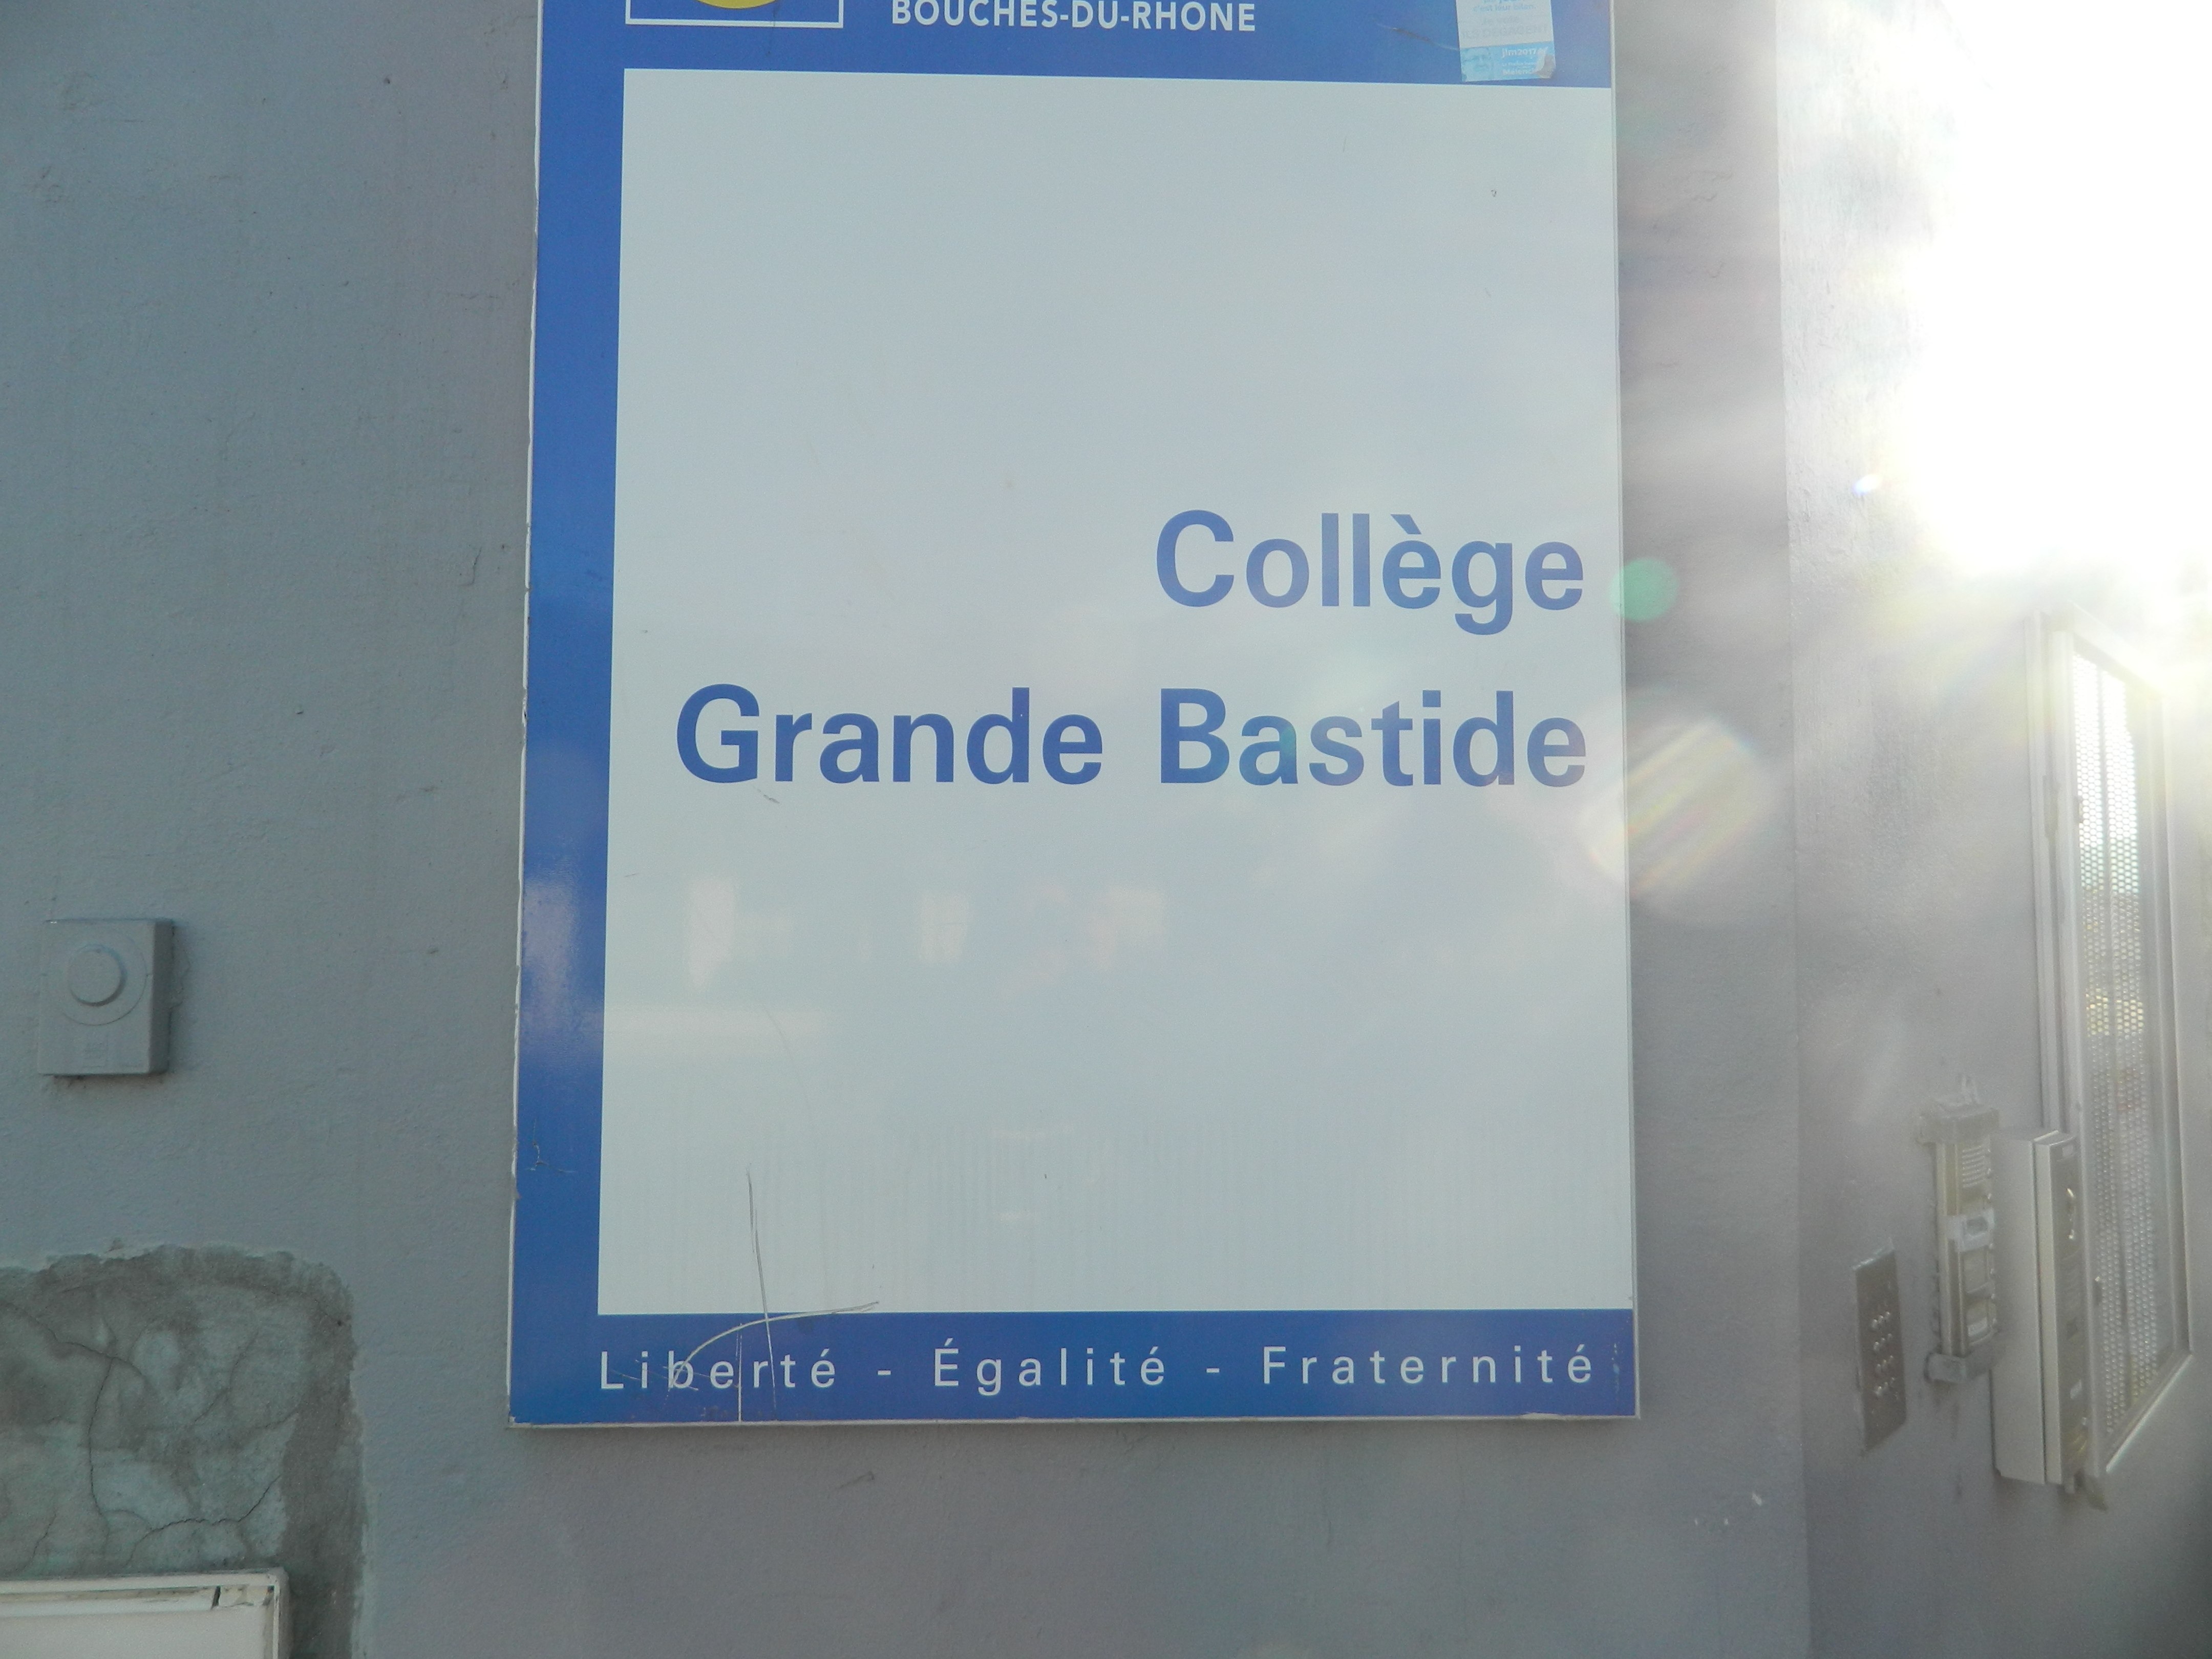 BOUCHES-DU-RHONE
Collège
Grande Bastide
Liberté - Égalité - Fraternité